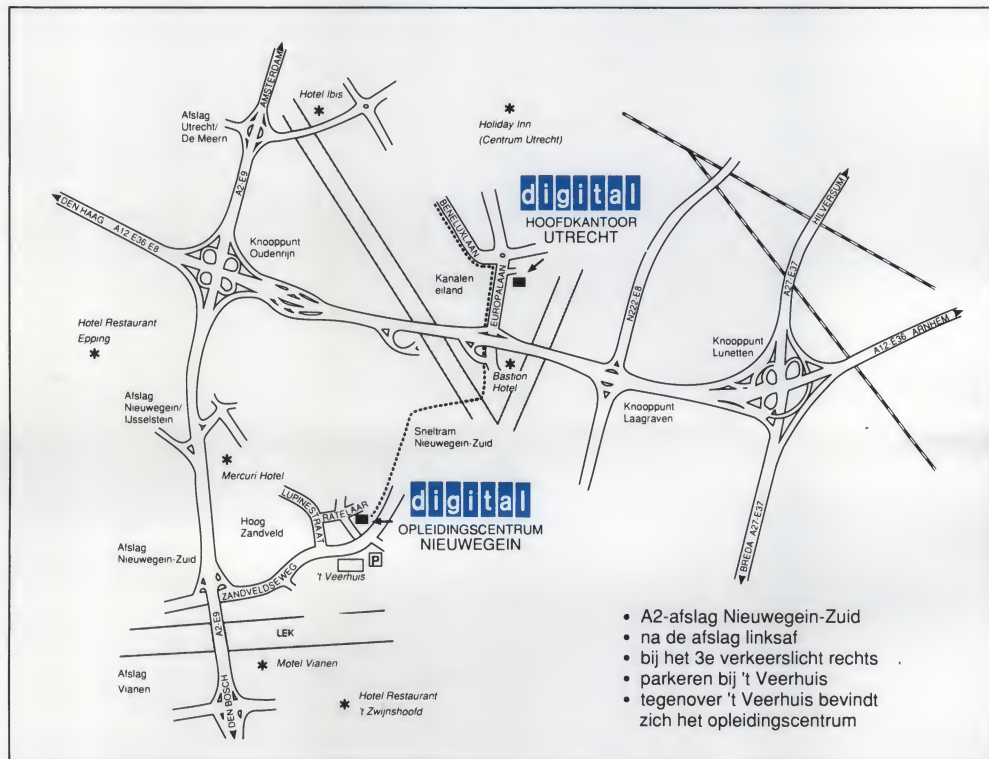 AMSTERDAM
Hotel Ibis
Afslag
Utrecht/
De Meern
Holiday Inn
(Centrum Utrecht)
A2-E9
DEN HAAG A12 E36 E8
Knooppunt
Oudenrijn
BENELUXLAAN
digital
HOOFDKANTOOR
UTRECHT
HILVERSUM
Kanalen
eiland
EUROPALAAN
N222-E8
A27-E37
Hotel Restaurant
Epping
Knooppunt
Lunetten
A12 E36 ARNHEM
Bastion
Hotel
Afslag
Nieuwegein/
IJsselstein
Knooppunt
Laagraven
Sneltram
Nieuwegein-Zuid
Mercuri Hotel
LUPINESTRAAT
RATELAAR
digital
OPLEIDINGSCENTRUM
NIEUWEGEIN
Hoog
Zandveld
Afslag
Nieuwegein-Zuid
P
't Veerhuis
ZANDVELDSEWEG
BREDA A27-E37
A2-E9
LEK
Afslag
Vianen
Motel Vianen
DEN BOSCH
Hotel Restaurant
't Zwijnshoofd
• A2-afslag Nieuwegein-Zuid
• na de afslag linksaf
• bij het 3e verkeerslicht rechts
• parkeren bij 't Veerhuis
• tegenover 't Veerhuis bevindt
zich het opleidingscentrum